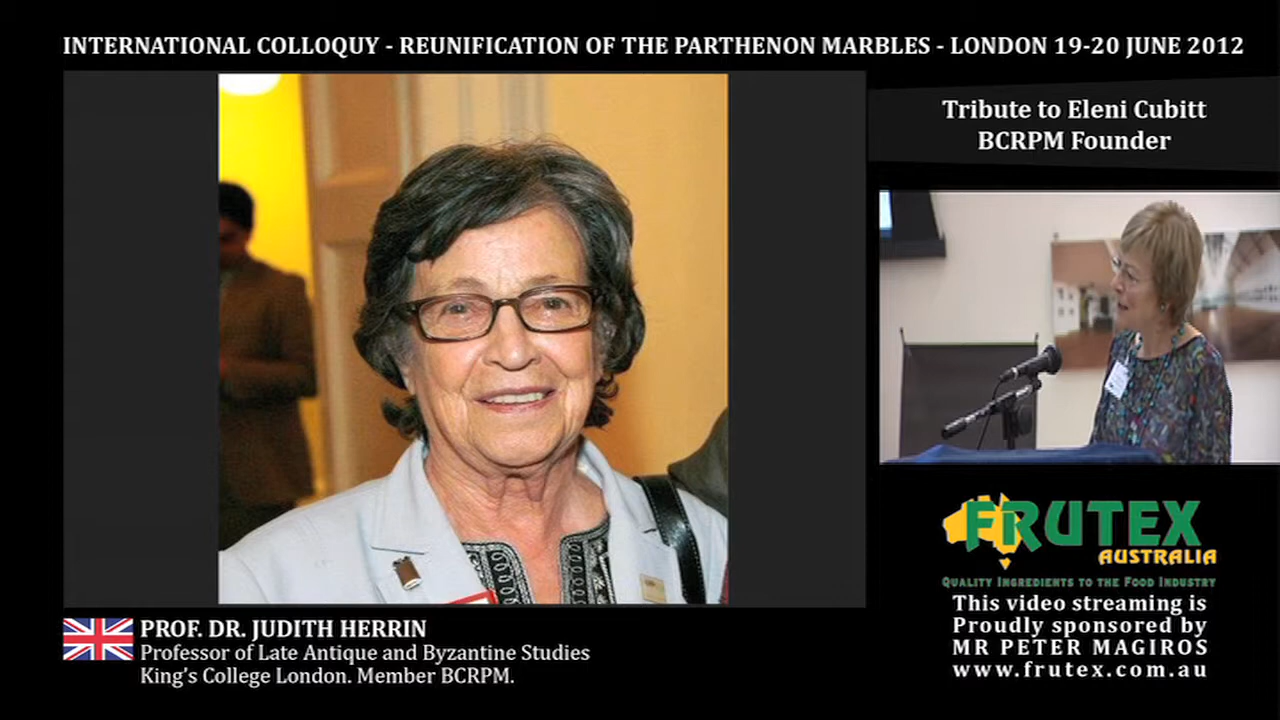 INTERNATIONAL COLLOQUY - REUNIFICATION OF THE PARTHENON MARBLES - LONDON 19-20 JUNE 2012
Tribute to Eleni Cubitt
BCRPM Founder
FRUTEX
AUSTRALIA
QUALITY INGREDIENTS TO THE FOOD INDUSTRY
This video streaming is
Proudly sponsored by
MR PETER MAGIROS
www.frutex.com.au
PROF. DR. JUDITH HERRIN
Professor of Late Antique and Byzantine Studies
King's College London. Member BCRPM.